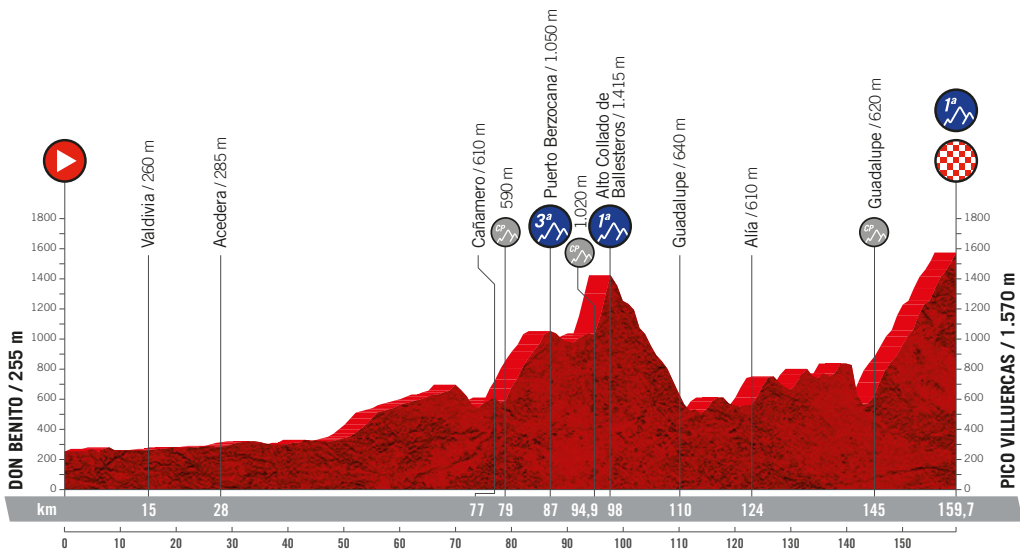 DON BENITO / 255 m
Valdivia / 260 m
Acedera / 285 m
Cañamero / 610 m
590 m
CP
Puerto Berzocana / 1.050 m
3ª
1.020 m
CP
Alto Collado de
Ballesteros / 1.415 m
1ª
Guadalupe / 640 m
Alía / 610 m
Guadalupe / 620 m
CP
1ª
PICO VILLUERCAS / 1.570 m
1800
1600
1400
1200
1000
800
600
400
200
0
1800
1600
1400
1200
1000
800
600
400
200
0
km 15 28 77 79 87 94,9 98 110 124 145 159,7
0 10 20 30 40 50 60 70 80 90 100 110 120 130 140 150